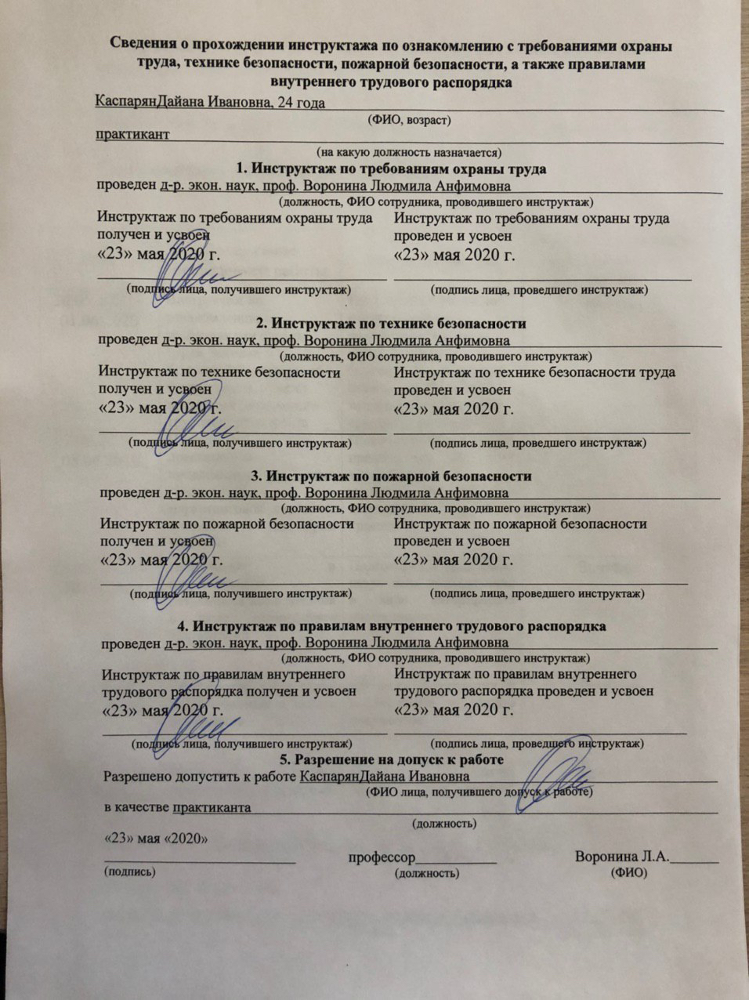 Сведения о прохождении инструктажа по ознакомлению с требованиями охраны
труда, технике безопасности, пожарной безопасности, а также правилами
внутреннего трудового распорядка
КаспарянДайана Ивановна, 24 года
(ФИО, возраст)
практикант
(на какую должность назначается)
1. Инструктаж по требованиям охраны труда
проведен д-р. экон. наук, проф. Воронина Людмила Анфимовна
(должность, ФИО сотрудника, проводившего инструктаж)
Инструктаж по требованиям охраны труда
получен и усвоен
«23» мая 2020 г.
(подпись лица, получившего инструктаж)
Инструктаж по требованиям охраны труда
проведен и усвоен
«23» мая 2020 г.
(подпись лица, проведшего инструктаж)
2. Инструктаж по технике безопасности
проведен д-р. экон. наук, проф. Воронина Людмила Анфимовна
(должность, ФИО сотрудника, проводившего инструктаж)
Инструктаж по технике безопасности
получен и усвоен
«23» мая 2020 г.
(подпись лица, получившего инструктаж)
Инструктаж по технике безопасности труда
проведен и усвоен
«23» мая 2020 г.
(подпись лица, проведшего инструктаж)
3. Инструктаж по пожарной безопасности
проведен д-р. экон. наук, проф. Воронина Людмила Анфимовна
(должность, ФИО сотрудника, проводившего инструктаж)
Инструктаж по пожарной безопасности
получен и усвоен
«23» мая 2020 г.
(подпись лица, получившего инструктаж)
Инструктаж по пожарной безопасности
проведен и усвоен
«23» мая 2020 г.
(подпись лица, проведшего инструктаж)
4. Инструктаж по правилам внутреннего трудового распорядка
проведен д-р. экон. наук, проф. Воронина Людмила Анфимовна
(должность, ФИО сотрудника, проводившего инструктаж)
Инструктаж по правилам внутреннего
трудового распорядка получен и усвоен
«23» мая 2020 г.
(подпись лица, получившего инструктаж)
Инструктаж по правилам внутреннего
трудового распорядка проведен и усвоен
«23» мая 2020 г.
(подпись лица, проведшего инструктаж)
5. Разрешение на допуск к работе
Разрешено допустить к работе КаспарянДайана Ивановна
(ФИО лица, получившего допуск к работе)
в качестве практиканта
(должность)
«23» мая «2020»
профессор Воронина Л.А.
(подпись) (должность) (ФИО)